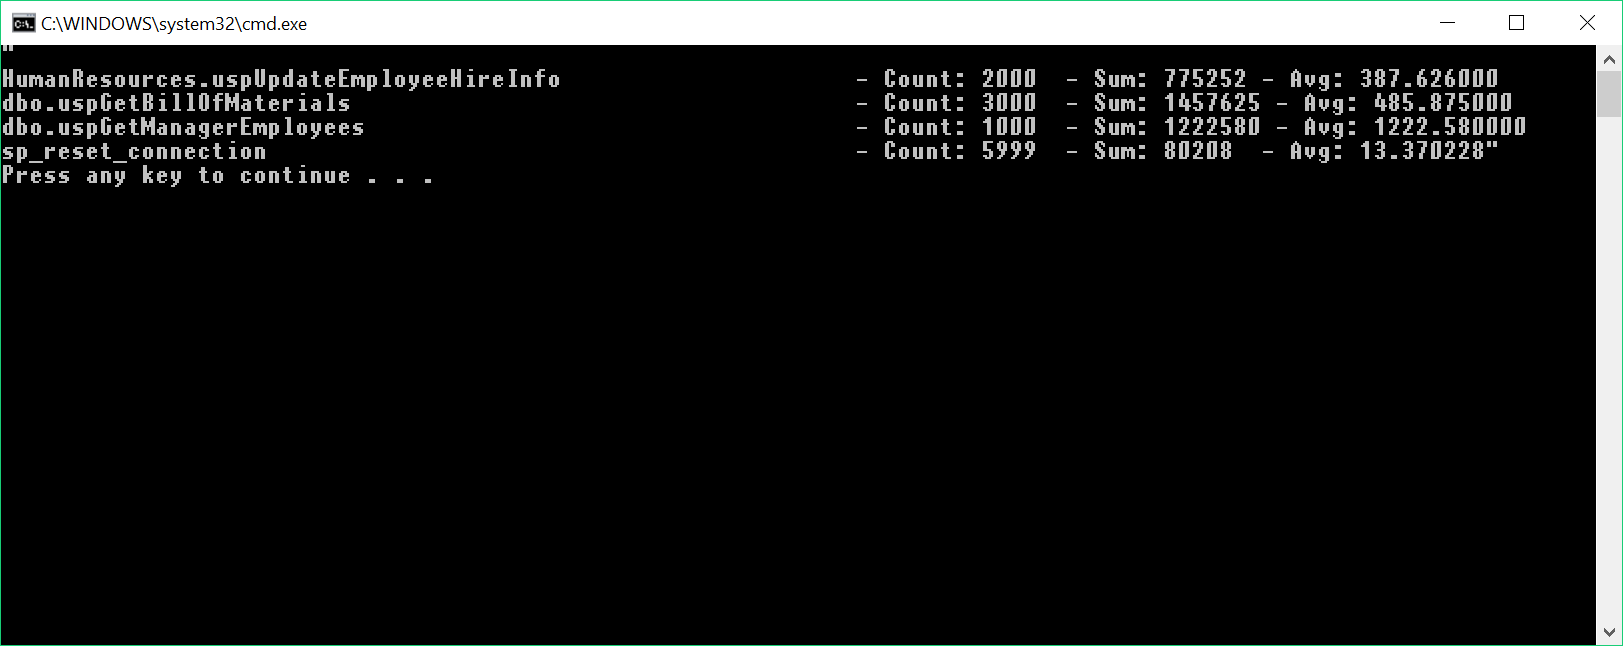 C:\WINDOWS\system32\cmd.exe
"
HumanResources.uspUpdateEmployeeHireInfo - Count: 2000 - Sum: 775252 - Avg: 387.626000
dbo.uspGetBillOfMaterials - Count: 3000 - Sum: 1457625 - Avg: 485.875000
dbo.uspGetManagerEmployees - Count: 1000 - Sum: 1222580 - Avg: 1222.580000
sp_reset_connection - Count: 5999 - Sum: 80208 - Avg: 13.370228"
Press any key to continue . . .